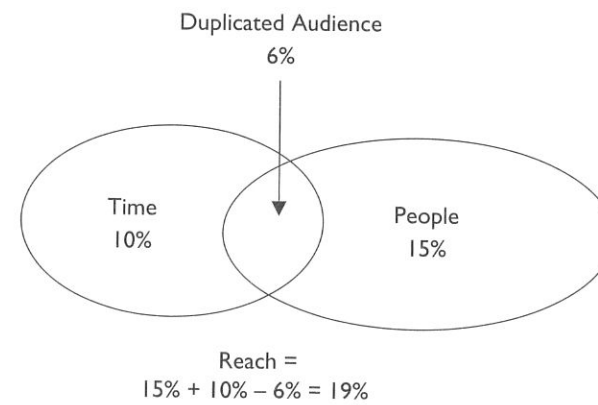 Duplicated Audience
6%
Time
10%
People
15%
Reach =
15% + 10% – 6% = 19%